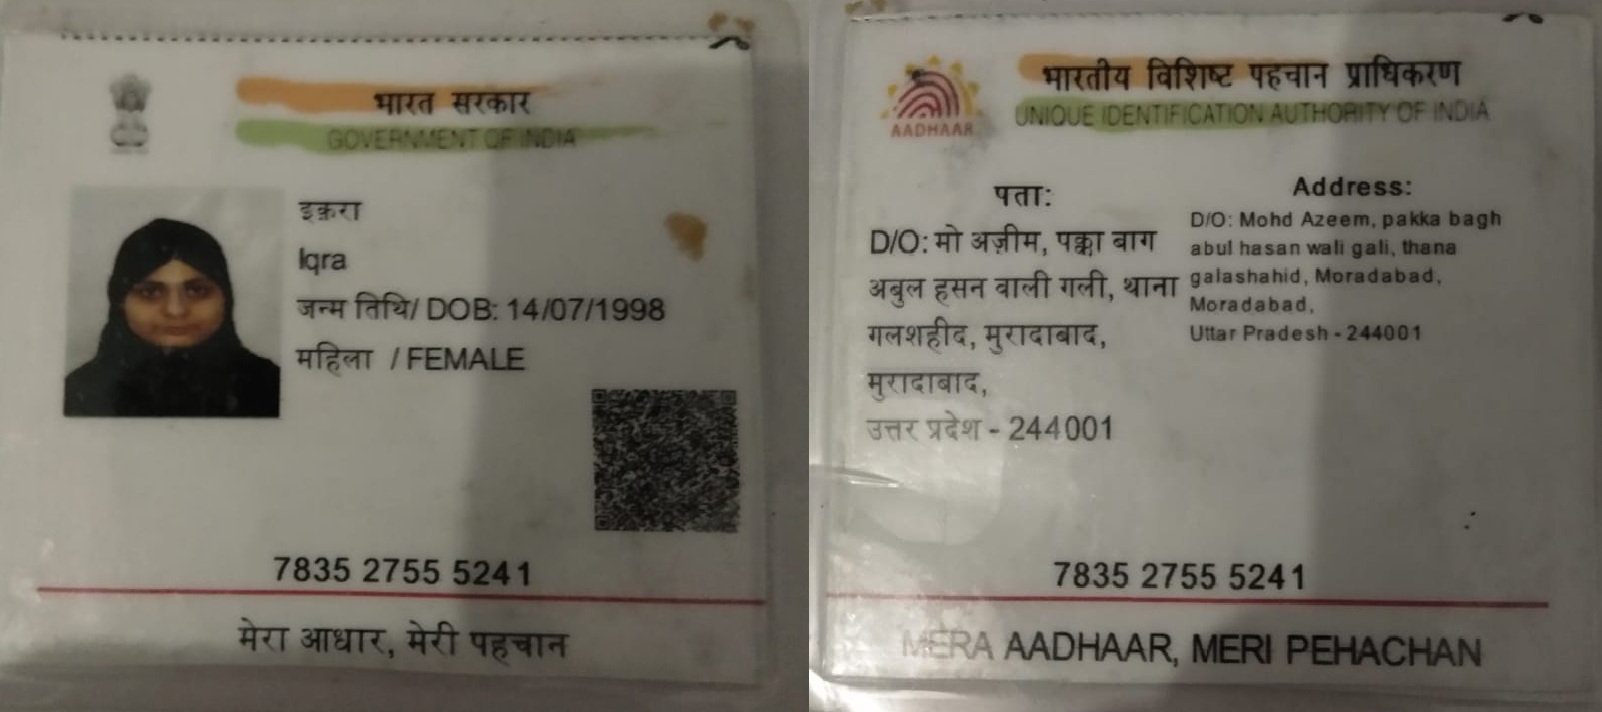 भारत सरकार
GOVERNMENT OF INDIA
इक़रा
Iqra
जन्म तिथि/ DOB: 14/07/1998
महिला / FEMALE
7835 2755 5241
मेरा आधार, मेरी पहचान
भारतीय विशिष्ट पहचान प्राधिकरण
UNIQUE IDENTIFICATION AUTHORITY OF INDIA
AADHAAR
पता:
D/O: मो अज़ीम, पक्का बाग
अबुल हसन वाली गली, थाना
गलशहीद, मुरादाबाद,
मुरादाबाद,
उत्तर प्रदेश - 244001
Address:
D/O: Mohd Azeem, pakka bagh
abul hasan wali gali, thana
galashahid, Moradabad,
Moradabad,
Uttar Pradesh - 244001
7835 2755 5241
MERA AADHAAR, MERI PEHACHAN